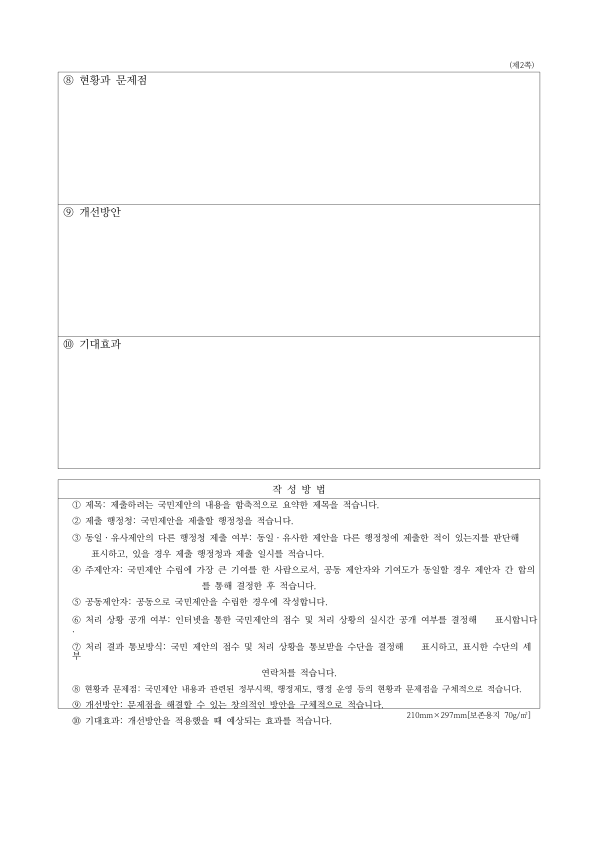 (제2쪽)
⑧ 현황과 문제점
⑨ 개선방안
⑩ 기대효과
작 성 방 법
① 제목: 제출하려는 국민제안의 내용을 함축적으로 요약한 제목을 적습니다.
② 제출 행정청: 국민제안을 제출할 행정청을 적습니다.
③ 동일ㆍ유사제안의 다른 행정청 제출 여부: 동일ㆍ유사한 제안을 다른 행정청에 제출한 적이 있는지를 판단해
표시하고, 있을 경우 제출 행정청과 제출 일시를 적습니다.
④ 주제안자: 국민제안 수립에 가장 큰 기여를 한 사람으로서, 공동 제안자와 기여도가 동일할 경우 제안자 간 합의
를 통해 결정한 후 적습니다.
⑤ 공동제안자: 공동으로 국민제안을 수립한 경우에 작성합니다.
⑥ 처리 상황 공개 여부: 인터넷을 통한 국민제안의 접수 및 처리 상황의 실시간 공개 여부를 결정해 표시합니다
.
⑦ 처리 결과 통보방식: 국민 제안의 접수 및 처리 상황을 통보받을 수단을 결정해 표시하고, 표시한 수단의 세
부
연락처를 적습니다.
⑧ 현황과 문제점: 국민제안 내용과 관련된 정부시책, 행정제도, 행정 운영 등의 현황과 문제점을 구체적으로 적습니다.
⑨ 개선방안: 문제점을 해결할 수 있는 창의적인 방안을 구체적으로 적습니다.
⑩ 기대효과: 개선방안을 적용했을 때 예상되는 효과를 적습니다.
210mm×297mm[보존용지 70g/㎡]